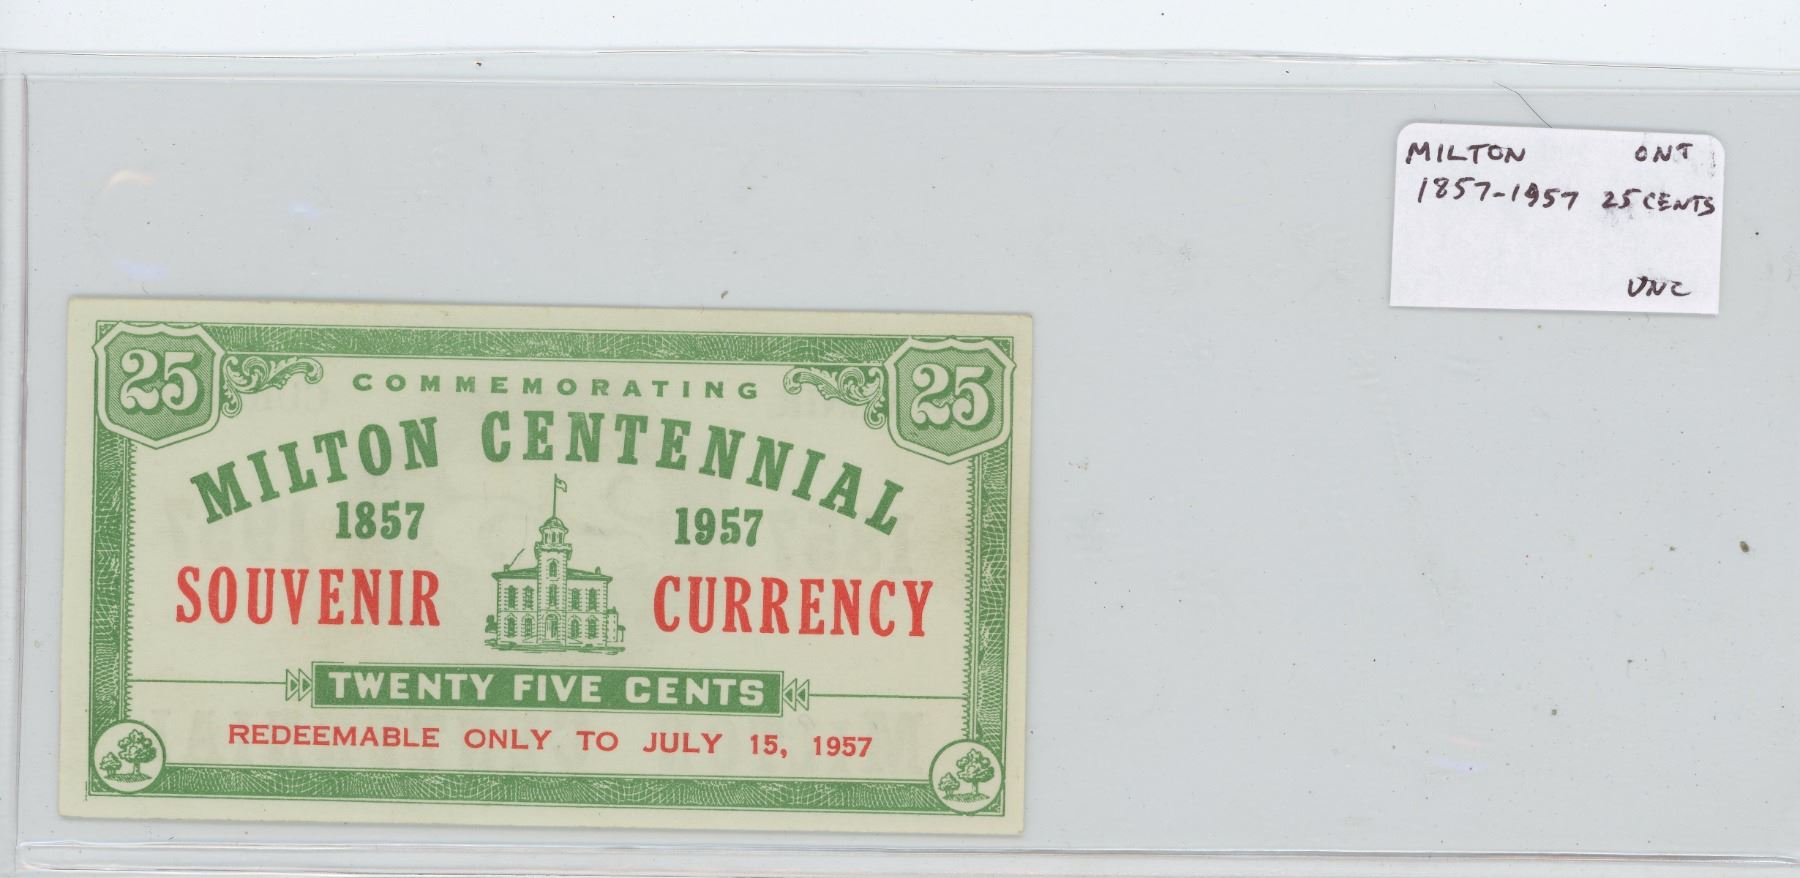 MILTON ONT
1857-1957 25 CENTS
UNC
25 25
COMMEMORATING
MILTON CENTENNIAL
1857 1957
SOUVENIR CURRENCY
TWENTY FIVE CENTS
REDEEMABLE ONLY TO JULY 15, 1957